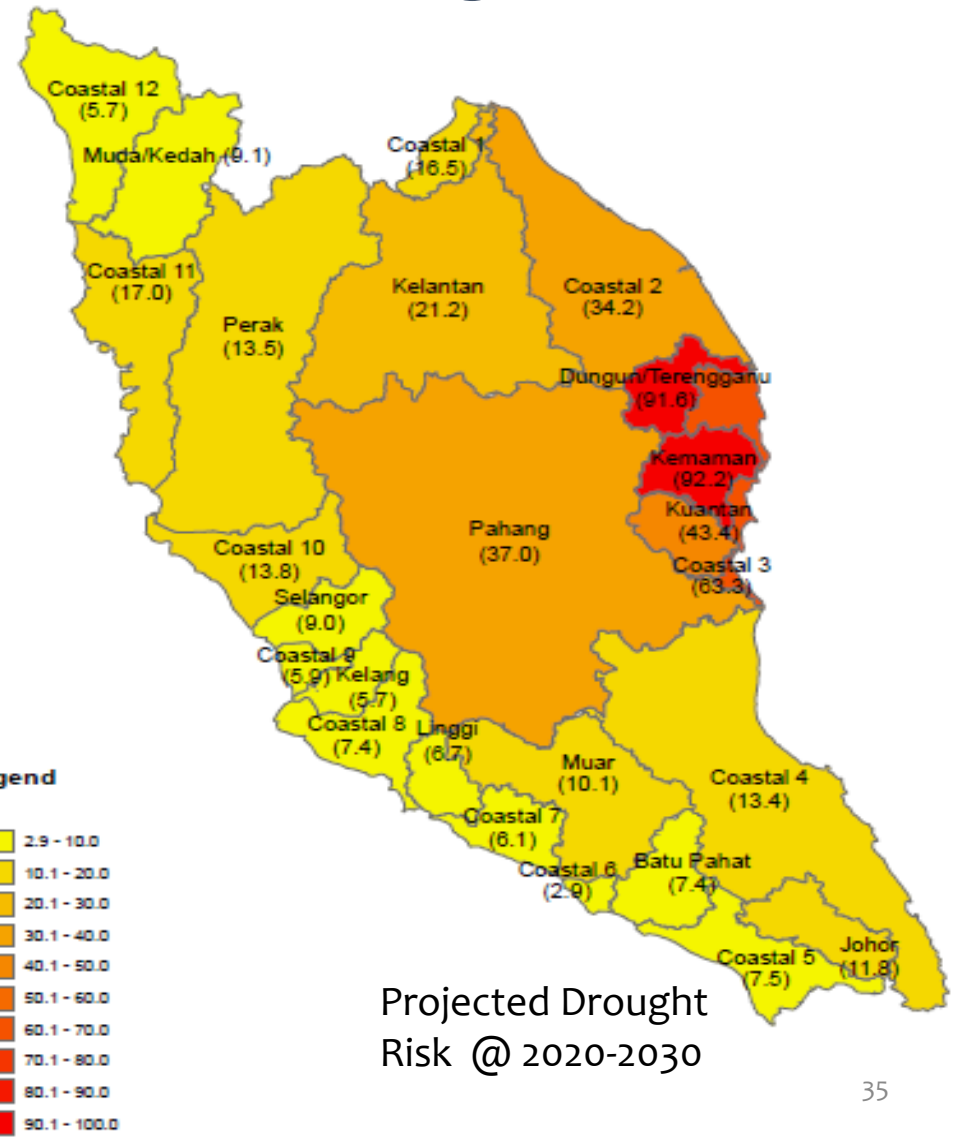 Coastal 12
(5.7)
Muda/Kedah (9.1)
Coastal 1
(16.5)
Coastal 11
(17.0)
Kelantan
(21.2)
Coastal 2
(34.2)
Perak
(13.5)
Dungun/Terengganu
(91.6)
Kemaman
(92.2)
Kuantan
(43.4)
Pahang
(37.0)
Coastal 3
(63.3)
Coastal 10
(13.8)
Selangor
(9.0)
Coastal 9
(5.9)
Kelang
(5.7)
Coastal 8
(7.4)
Linggi
(6.7)
Muar
(10.1)
Coastal 4
(13.4)
Coastal 7
(6.1)
Coastal 6
(2.9)
Batu Pahat
(7.4)
Johor
(11.8)
Coastal 5
(7.5)
gend
2.9 - 10.0
10.1 - 20.0
20.1 - 30.0
30.1 - 40.0
40.1 - 50.0
50.1 - 60.0
60.1 - 70.0
70.1 - 80.0
80.1 - 90.0
90.1 - 100.0
Projected Drought
Risk @ 2020-2030
35